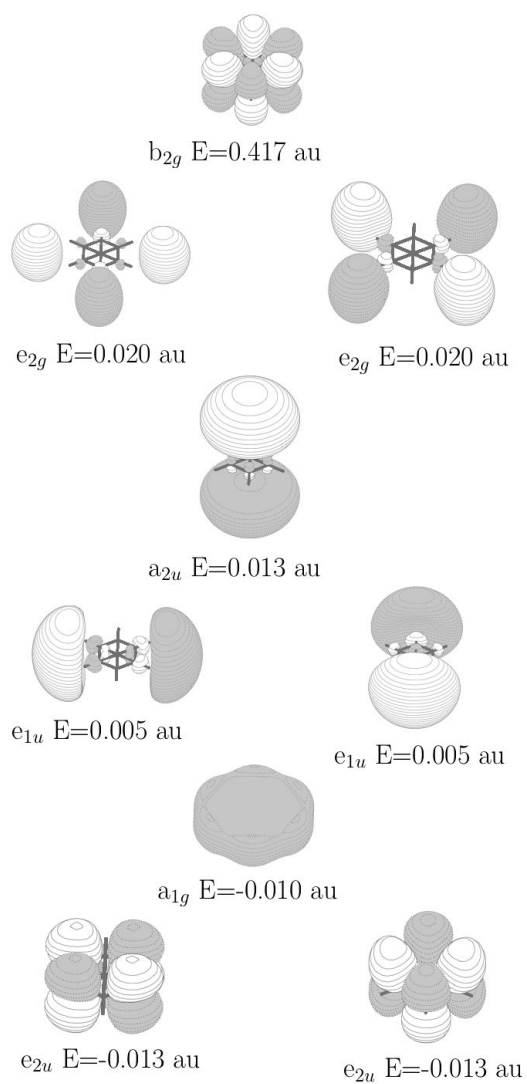 b₂g E=0.417 au
e₂g E=0.020 au
e₂g E=0.020 au
a₂ᵤ E=0.013 au
e₁ᵤ E=0.005 au
e₁ᵤ E=0.005 au
a₁g E=-0.010 au
e₂ᵤ E=-0.013 au
e₂ᵤ E=-0.013 au